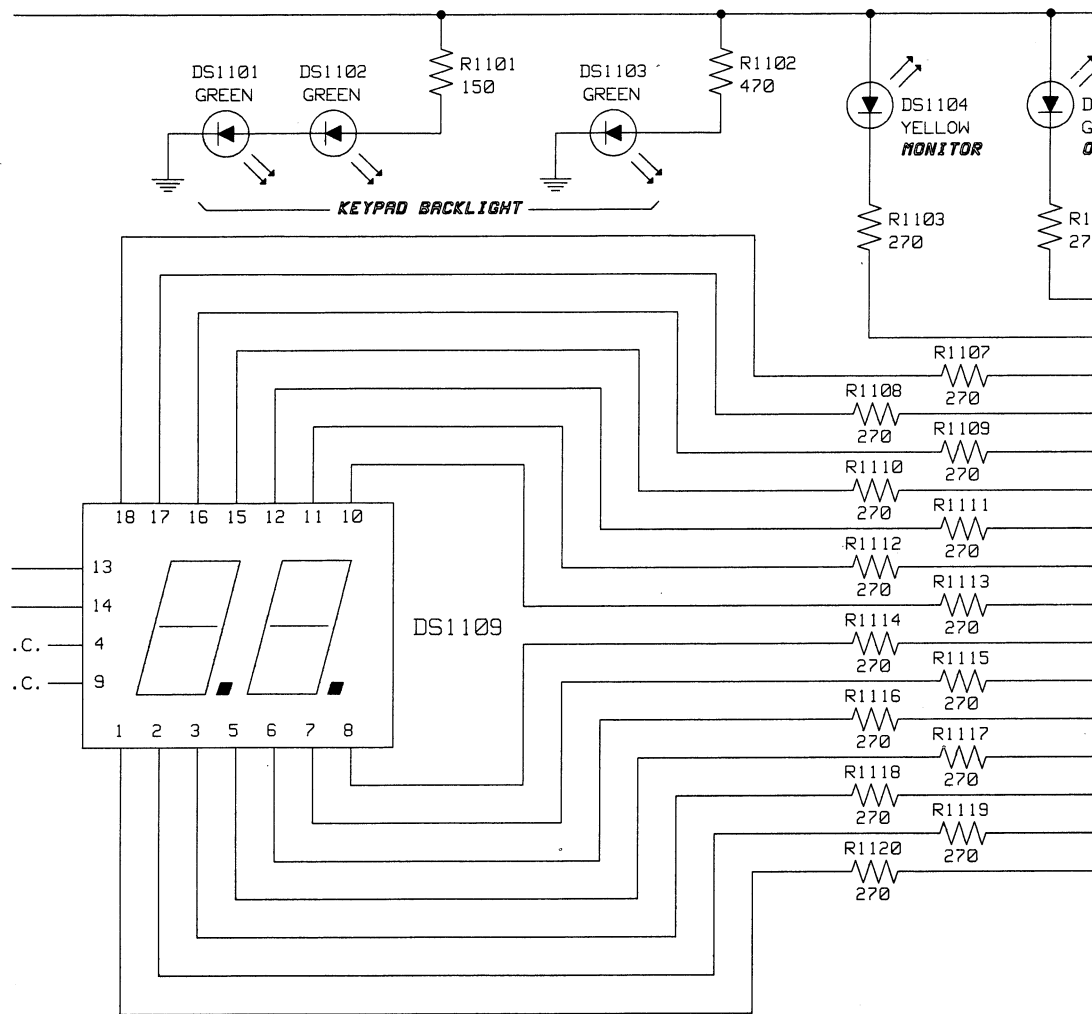 DS1101
GREEN
DS1102
GREEN
R1101
150
DS1103
GREEN
R1102
470
DS1104
YELLOW
MONITOR
KEYPAD BACKLIGHT
R1103
270
R1107
270
R1108
270
R1109
270
R1110
270
R1111
270
R1112
270
R1113
270
R1114
270
R1115
270
R1116
270
R1117
270
R1118
270
R1119
270
R1120
270
18 17 16 15 12 11 10
13
14
.C. 4
.C. 9
DS1109
1 2 3 5 6 7 8